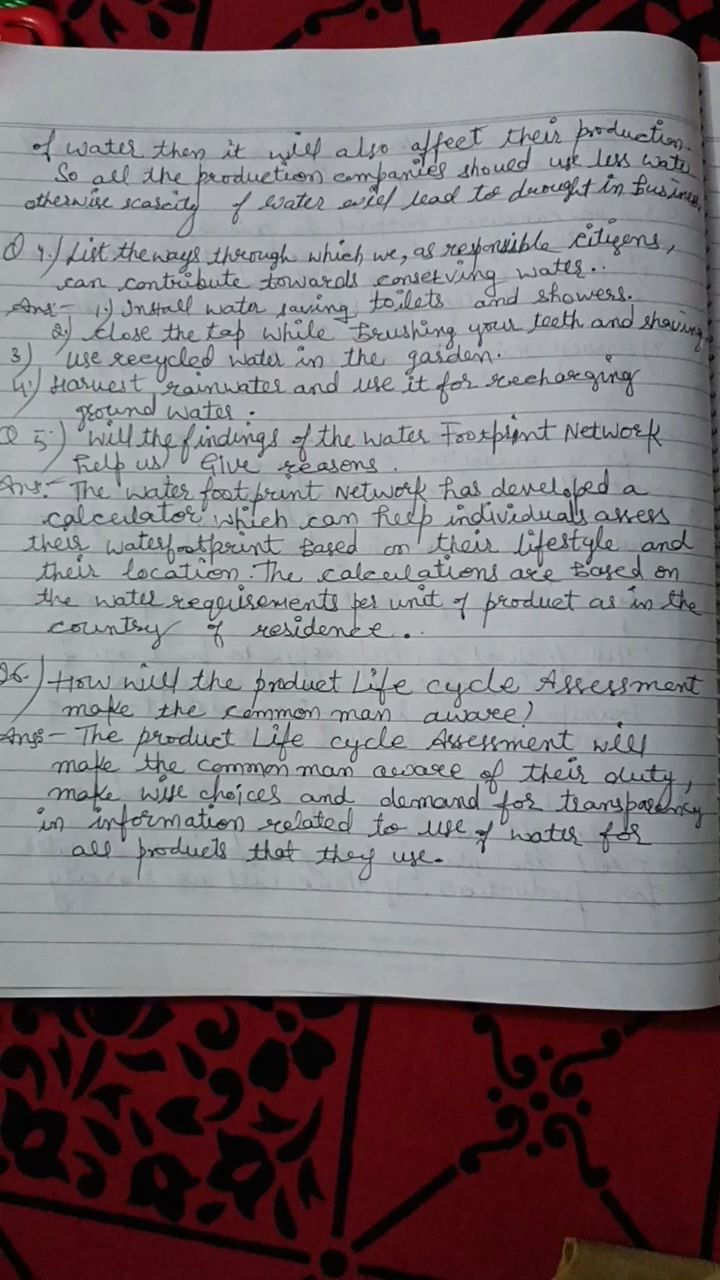 of water then it will also affect their production.
So all the production companies should use less wate
otherwise scascity of water will lead to drought in busines
Q 4.) List the ways through which we, as responsible citizens,
can contribute towards conserving water..
Ans:- 1.) Install water saving toilets and showers.
2.) close the tap while brushing your teeth and shaving
3.) use recycled water in the garden.
4.) Harvest rainwater and use it for recharging
ground water.
Q 5.) Will the findings of the water Footprint Network
help us? Give reasons.
Ans:- The water footprint Network has developed a
calculator which can help individuals assess
their waterfootprint based on their lifestyle and
their location. The calculations are based on
the water requirements per unit of product as in the
country of residence..
Q6.) How will the product Life cycle Assessment
make the common man aware?
Ans:- The product Life cycle Assessment will
make the common man aware of their duty,
make wise choices and demand for transparency
in information related to use of water for
all products that they use.